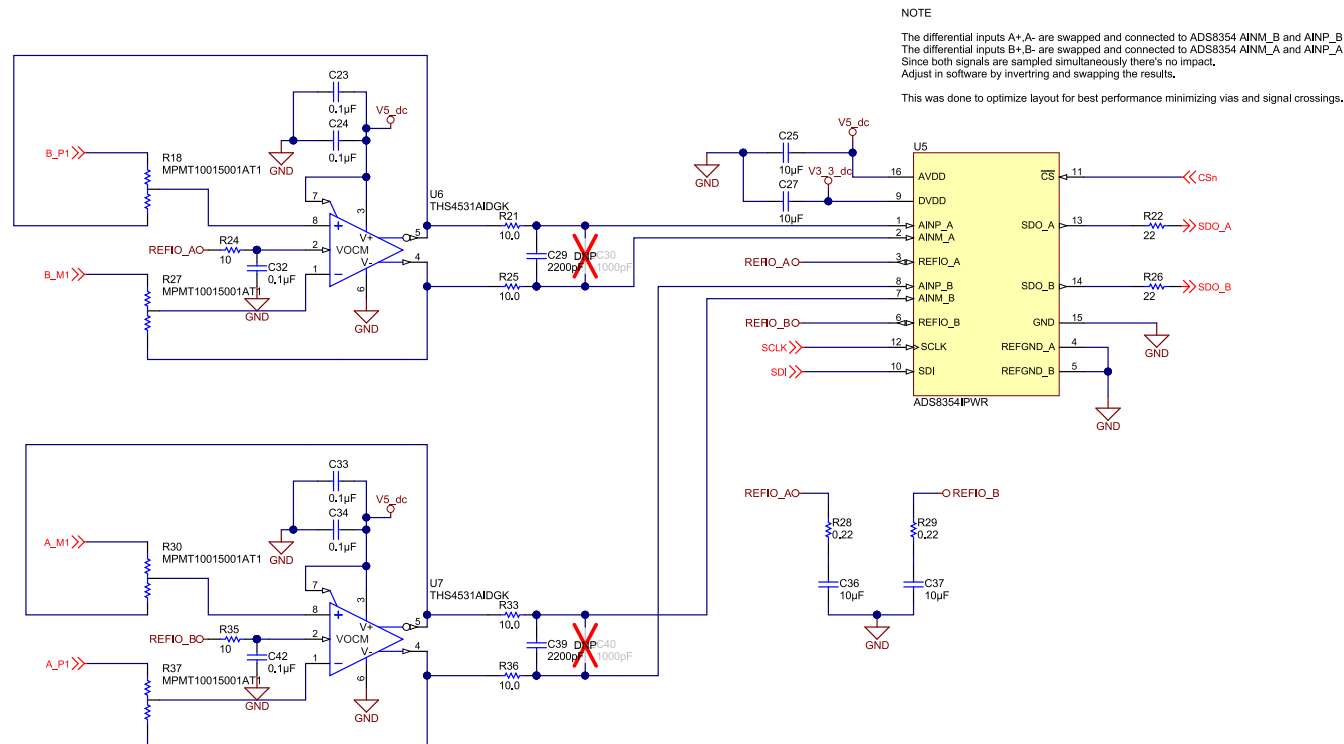 NOTE
The differential inputs A+,A- are swapped and connected to ADS8354 AINM_B and AINP_B
The differential inputs B+,B- are swapped and connected to ADS8354 AINM_A and AINP_A
Since both signals are sampled simultaneously there's no impact.
Adjust in software by invertring and swapping the results.
This was done to optimize layout for best performance minimizing vias and signal crossings.
C23
0.1µF
C24
0.1µF
V5_dc
GND
B_P1
R18
MPMT10015001AT1
7
U6
THS4531AIDGK
8
3
V+
5
REFIO_A
R24
10
2
VOCM
C32
0.1µF
GND
B_M1
R27
MPMT10015001AT1
1
V-
4
6
GND
R21
10.0
C29
2200pF
DNP
C30
1000pF
R25
10.0
V5_dc
C25
10µF
GND
V3_3_dc
C27
10µF
U5
16
AVDD
9
DVDD
1
AINP_A
2
AINM_A
REFIO_A
3
REFIO_A
8
AINP_B
7
AINM_B
REFIO_B
6
REFIO_B
SCLK
12
SCLK
SDI
10
SDI
CS
11
CSn
SDO_A
13
R22
22
SDO_A
SDO_B
14
R26
22
SDO_B
GND
15
GND
REFGND_A
4
REFGND_B
5
GND
ADS8354IPWR
C33
0.1µF
C34
0.1µF
V5_dc
GND
A_M1
R30
MPMT10015001AT1
7
U7
THS4531AIDGK
8
3
V+
5
REFIO_B
R35
10
2
VOCM
C42
0.1µF
GND
A_P1
R37
MPMT10015001AT1
1
V-
4
6
GND
R33
10.0
C39
2200pF
DNP
C40
1000pF
R36
10.0
REFIO_A
REFIO_B
R28
0.22
R29
0.22
C36
10µF
C37
10µF
GND